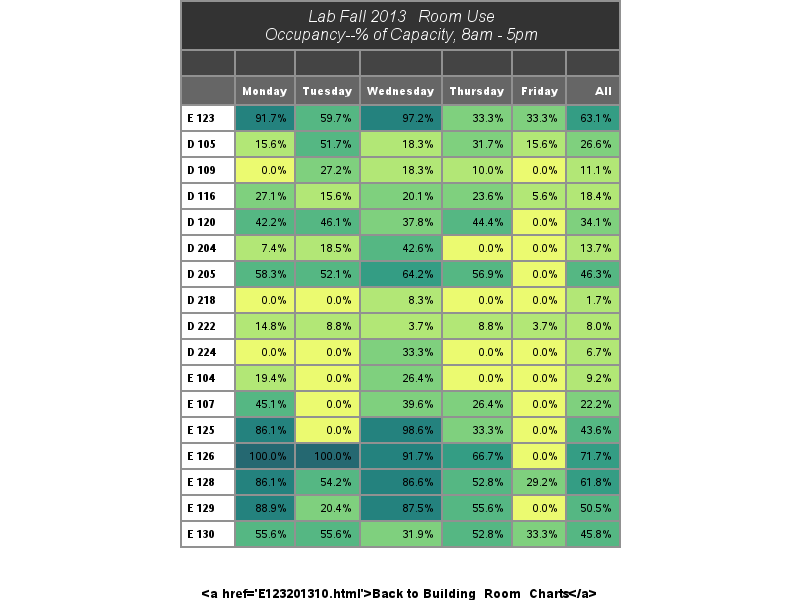 Lab Fall 2013 Room Use
Occupancy--% of Capacity, 8am - 5pm
Monday Tuesday Wednesday Thursday Friday All
E 123 91.7% 59.7% 97.2% 33.3% 33.3% 63.1%
D 105 15.6% 51.7% 18.3% 31.7% 15.6% 26.6%
D 109 0.0% 27.2% 18.3% 10.0% 0.0% 11.1%
D 116 27.1% 15.6% 20.1% 23.6% 5.6% 18.4%
D 120 42.2% 46.1% 37.8% 44.4% 0.0% 34.1%
D 204 7.4% 18.5% 42.6% 0.0% 0.0% 13.7%
D 205 58.3% 52.1% 64.2% 56.9% 0.0% 46.3%
D 218 0.0% 0.0% 8.3% 0.0% 0.0% 1.7%
D 222 14.8% 8.8% 3.7% 8.8% 3.7% 8.0%
D 224 0.0% 0.0% 33.3% 0.0% 0.0% 6.7%
E 104 19.4% 0.0% 26.4% 0.0% 0.0% 9.2%
E 107 45.1% 0.0% 39.6% 26.4% 0.0% 22.2%
E 125 86.1% 0.0% 98.6% 33.3% 0.0% 43.6%
E 126 100.0% 100.0% 91.7% 66.7% 0.0% 71.7%
E 128 86.1% 54.2% 86.6% 52.8% 29.2% 61.8%
E 129 88.9% 20.4% 87.5% 55.6% 0.0% 50.5%
E 130 55.6% 55.6% 31.9% 52.8% 33.3% 45.8%
<a href='E123201310.html'>Back to Building_Room_Charts</a>